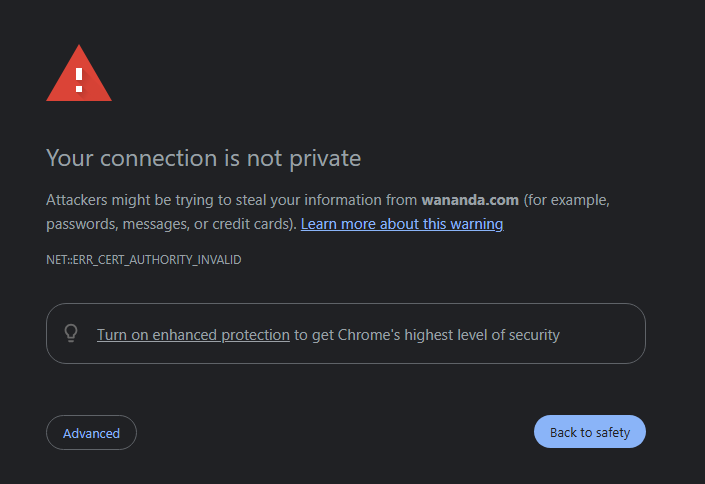 Your connection is not private
Attackers might be trying to steal your information from wananda.com (for example,
passwords, messages, or credit cards). Learn more about this warning
NET::ERR_CERT_AUTHORITY_INVALID
Turn on enhanced protection to get Chrome's highest level of security
Advanced
Back to safety